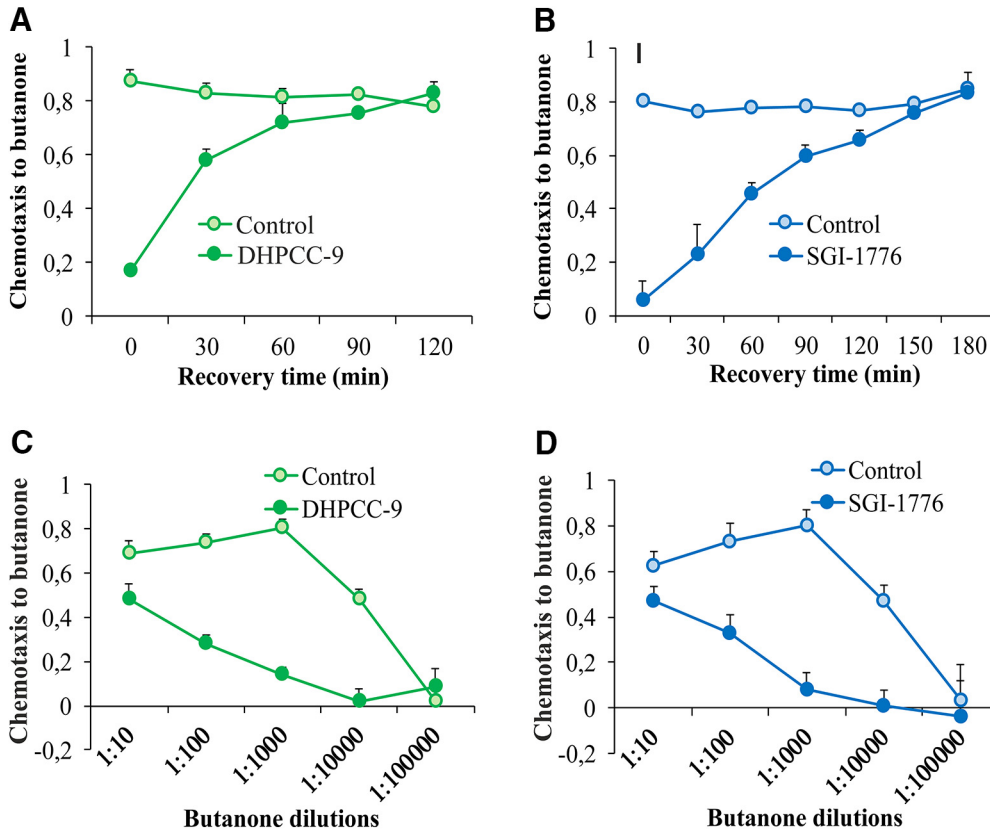 A
Chemotaxis to butanone
1
0,8
0,6
0,4
0,2
0
Control
DHPCC-9
0 30 60 90 120
Recovery time (min)
B
Chemotaxis to butanone
1
0,8
0,6
0,4
0,2
0
Control
SGI-1776
0 30 60 90 120 150 180
Recovery time (min)
C
Chemotaxis to butanone
Control
DHPCC-9
1
0,8
0,6
0,4
0,2
0
-0,2
1:10 1:100 1:1000 1:10000 1:100000
Butanone dilutions
D
Chemotaxis to butanone
Control
SGI-1776
1
0,8
0,6
0,4
0,2
0
-0,2
1:10 1:100 1:1000 1:10000 1:100000
Butanone dilutions